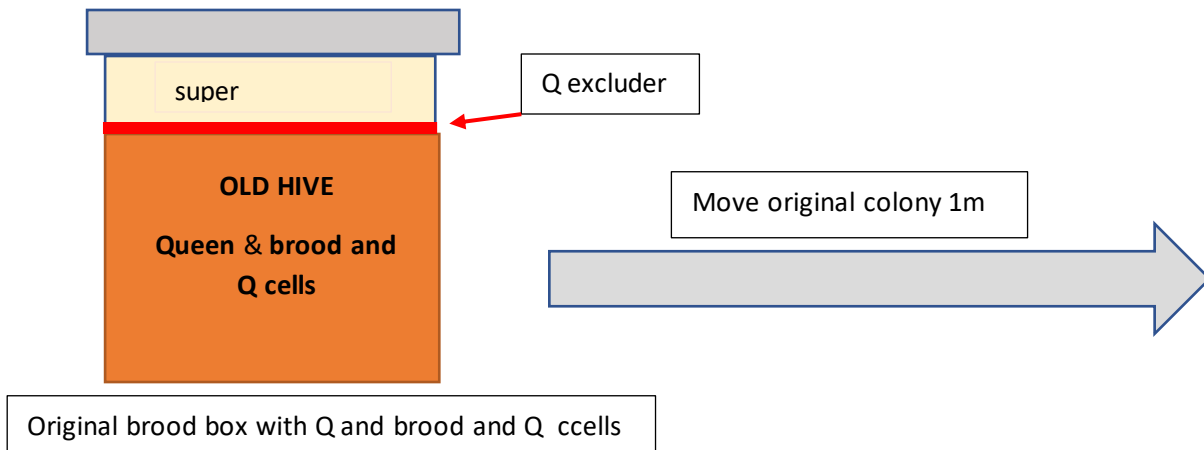 super
Q excluder
OLD HIVE
Queen & brood and
Q cells
Move original colony 1m
Original brood box with Q and brood and Q ccells